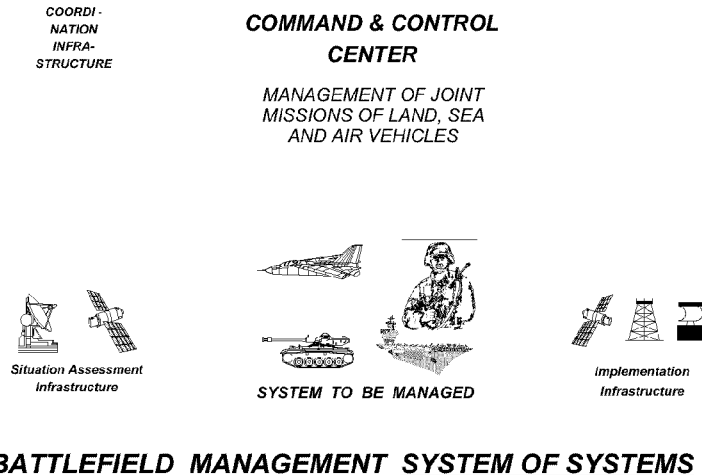 COORDI -
NATION
INFRA-
STRUCTURE
COMMAND & CONTROL
CENTER
MANAGEMENT OF JOINT
MISSIONS OF LAND, SEA
AND AIR VEHICLES
Situation Assessment
Infrastructure
SYSTEM TO BE MANAGED
Implementation
Infrastructure
BATTLEFIELD MANAGEMENT SYSTEM OF SYSTEMS